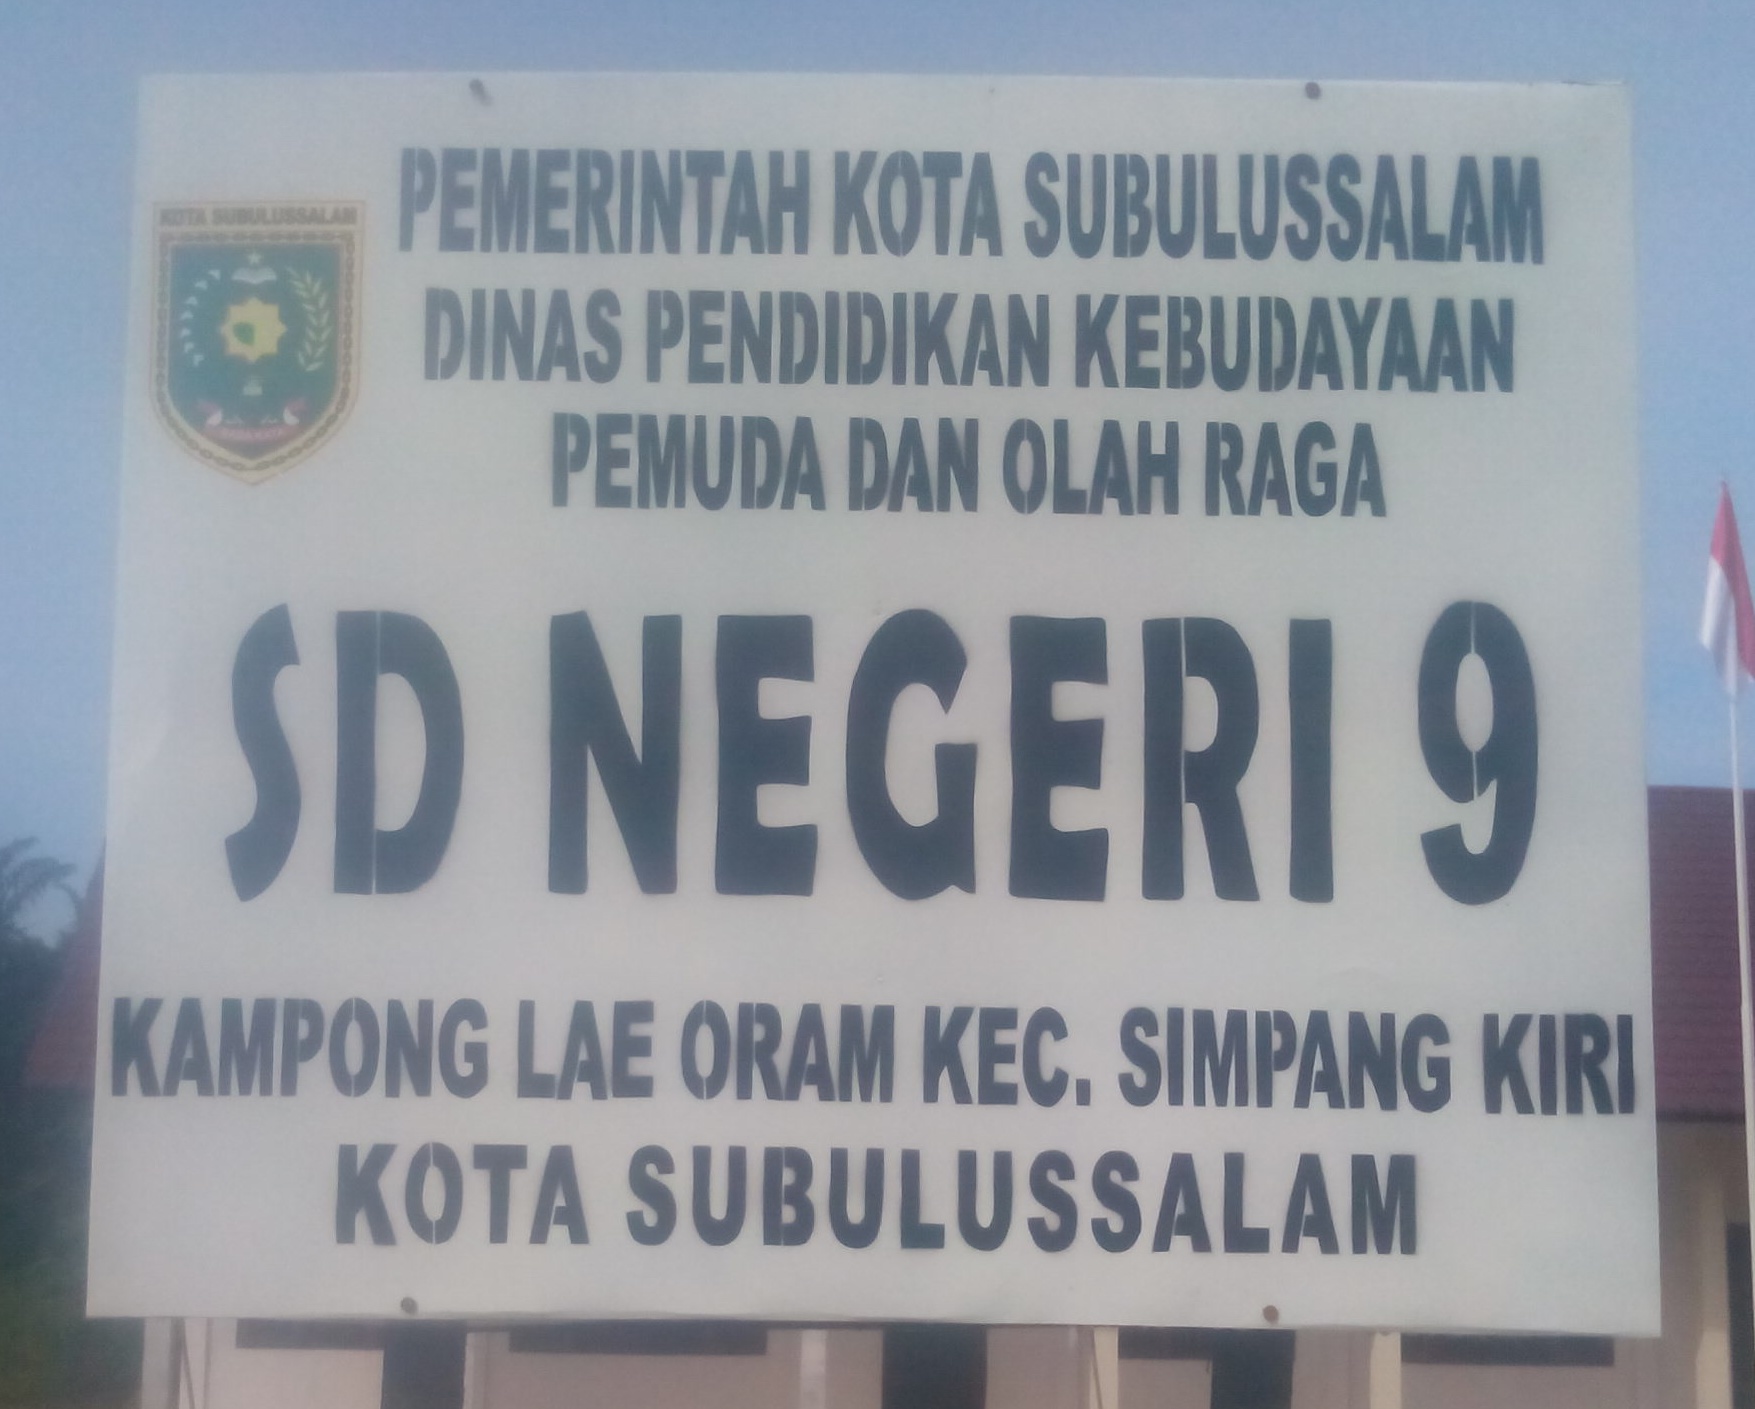 PEMERINTAH KOTA SUBULUSSALAM
KOTA SUBULUSSALAM
DINAS PENDIDIKAN KEBUDAYAAN
PEMUDA DAN OLAH RAGA
SD NEGERI 9
KAMPONG LAE ORAM KEC. SIMPANG KIRI
KOTA SUBULUSSALAM